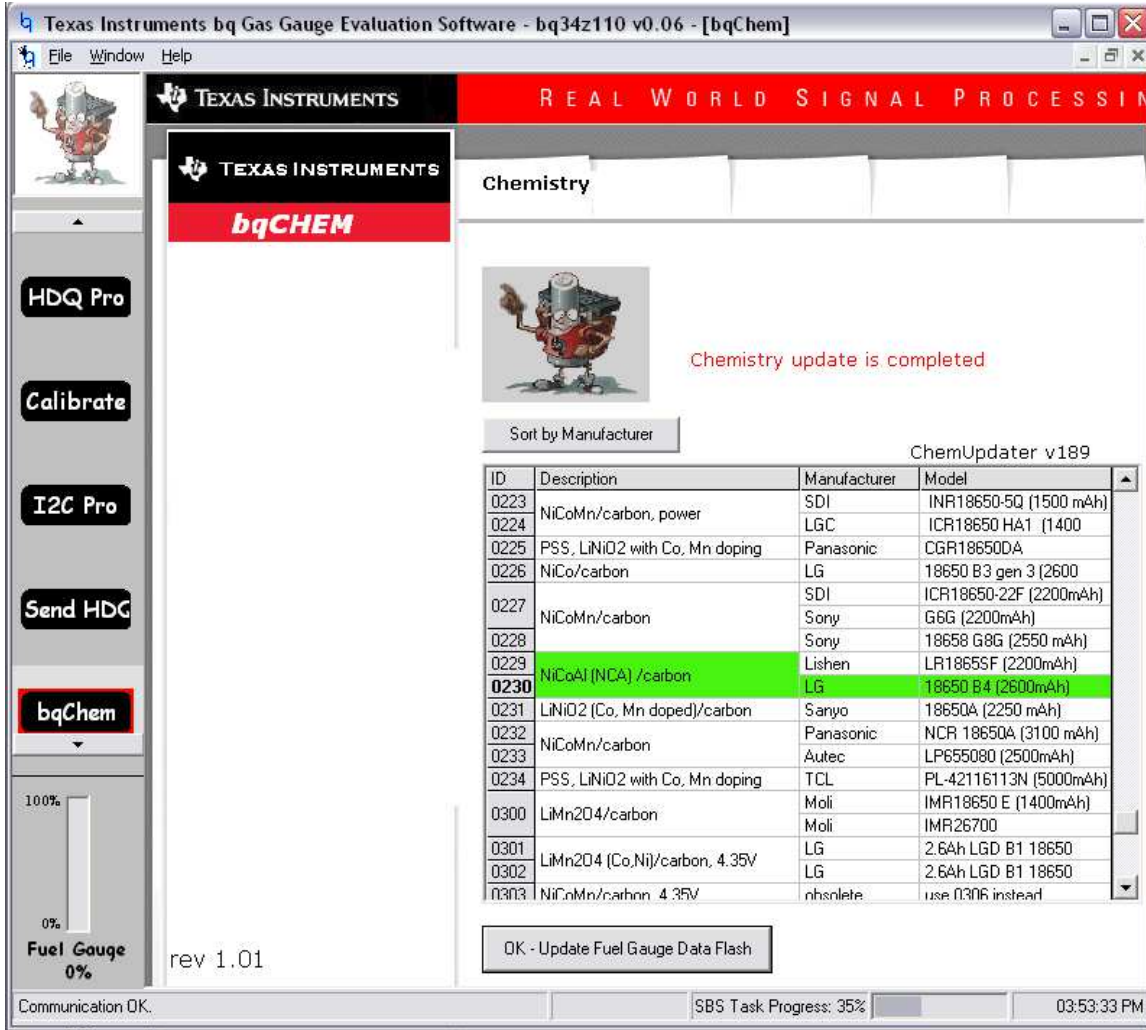 Texas Instruments bq Gas Gauge Evaluation Software - bq34z110 v0.06 - [bqChem]
File Window Help
TEXAS INSTRUMENTS
REAL WORLD SIGNAL PROCESSIN
TEXAS INSTRUMENTS
bqCHEM
Chemistry
HDQ Pro
Calibrate
I2C Pro
Send HDG
bqChem
100%
0%
Fuel Gauge
0%
rev 1.01
Chemistry update is completed
Sort by Manufacturer
ChemUpdater v189
ID Description Manufacturer Model
0223 NiCoMn/carbon, power SDI INR18650-5Q (1500 mAh)
0224 LGC ICR18650 HA1 (1400
0225 PSS, LiNiO2 with Co, Mn doping Panasonic CGR18650DA
0226 NiCo/carbon LG 18650 B3 gen 3 (2600
0227 NiCoMn/carbon SDI ICR18650-22F (2200mAh)
Sony G6G (2200mAh)
0228 Sony 18658 G8G (2550 mAh)
0229 NiCoAl (NCA) /carbon Lishen LR1865SF (2200mAh)
0230 LG 18650 B4 (2600mAh)
0231 LiNiO2 (Co, Mn doped)/carbon Sanyo 18650A (2250 mAh)
0232 NiCoMn/carbon Panasonic NCR 18650A (3100 mAh)
0233 Autec LP655080 (2500mAh)
0234 PSS, LiNiO2 with Co, Mn doping TCL PL-42116113N (5000mAh)
0300 LiMn2O4/carbon Moli IMR18650 E (1400mAh)
Moli IMR26700
0301 LiMn2O4 (Co,Ni)/carbon, 4.35V LG 2.6Ah LGD B1 18650
0302 LG 2.6Ah LGD B1 18650
0303 NiCoMn/carbon, 4.35V obsolete use 0306 instead
OK - Update Fuel Gauge Data Flash
Communication OK.
SBS Task Progress: 35%
03:53:33 PM